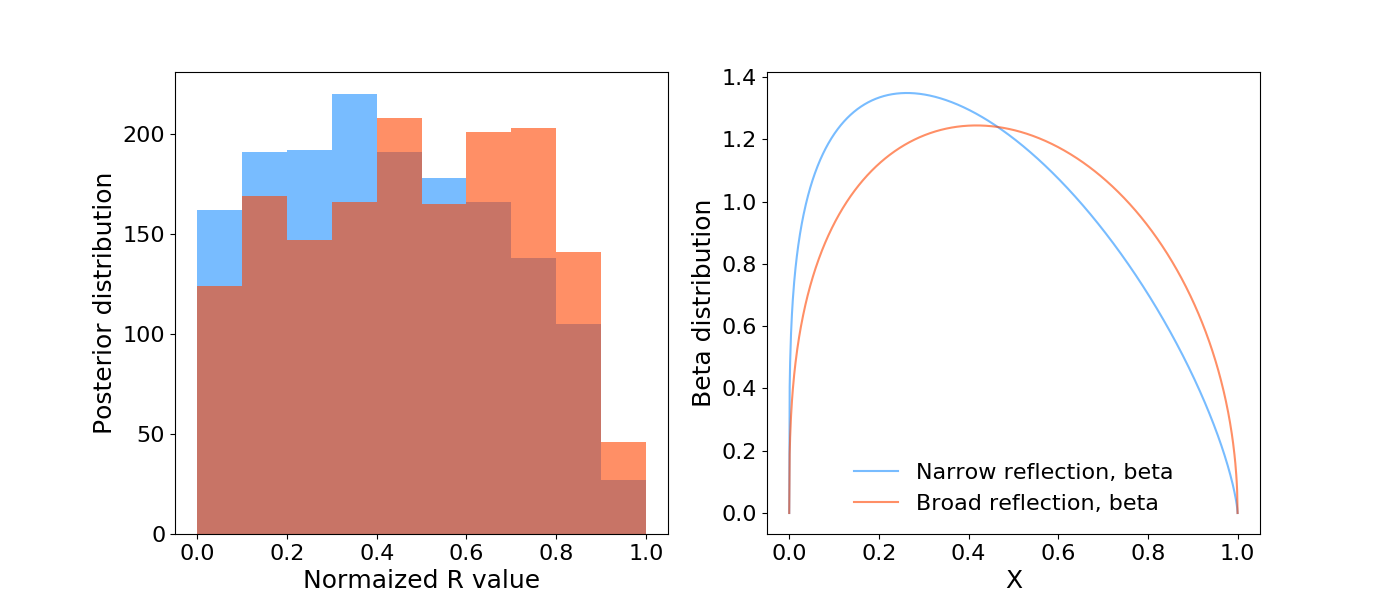 Posterior distribution
200
150
100
50
0
0.0 0.2 0.4 0.6 0.8 1.0
Normaized R value
Beta distribution
1.4
1.2
1.0
0.8
0.6
0.4
0.2
0.0
Narrow reflection, beta
Broad reflection, beta
0.0 0.2 0.4 0.6 0.8 1.0
X